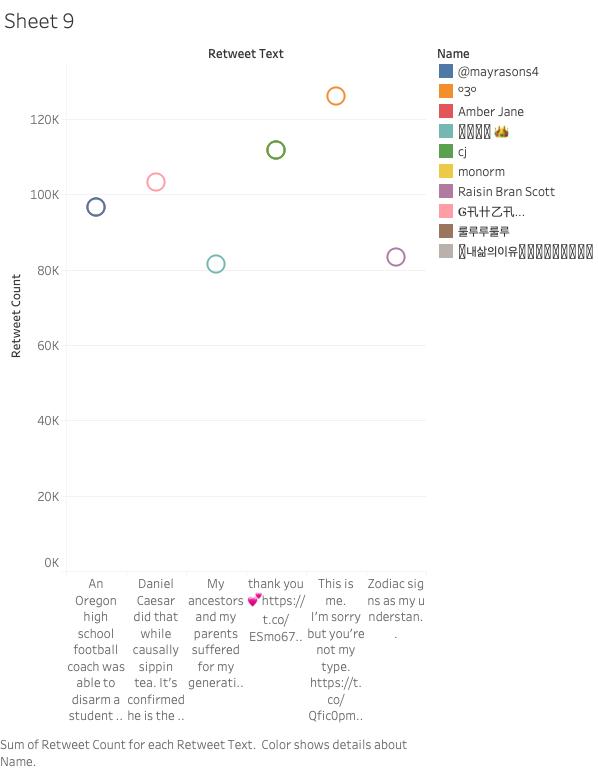 Sheet 9
Retweet Text
Name
@mayrasons4
º3º
Amber Jane
cj
monorm
Raisin Bran Scott
룰루루룰루
내삶의이유
Retweet Count
120K
100K
80K
60K
40K
20K
0K
An
Oregon
high
school
football
coach was
able to
disarm a
student ..
Daniel
Caesar
did that
while
causally
sippin
tea. It's
confirmed
he is the ..
My
ancestors
and my
parents
suffered
for my
generati..
thank you
💕https://
t.co/
ESmo67..
This is
me.
I'm sorry
but you're
not my
type.
https://t.
co/
Qfic0pm..
Zodiac sig
ns as my u
nderstan.
.
Sum of Retweet Count for each Retweet Text.  Color shows details about
Name.